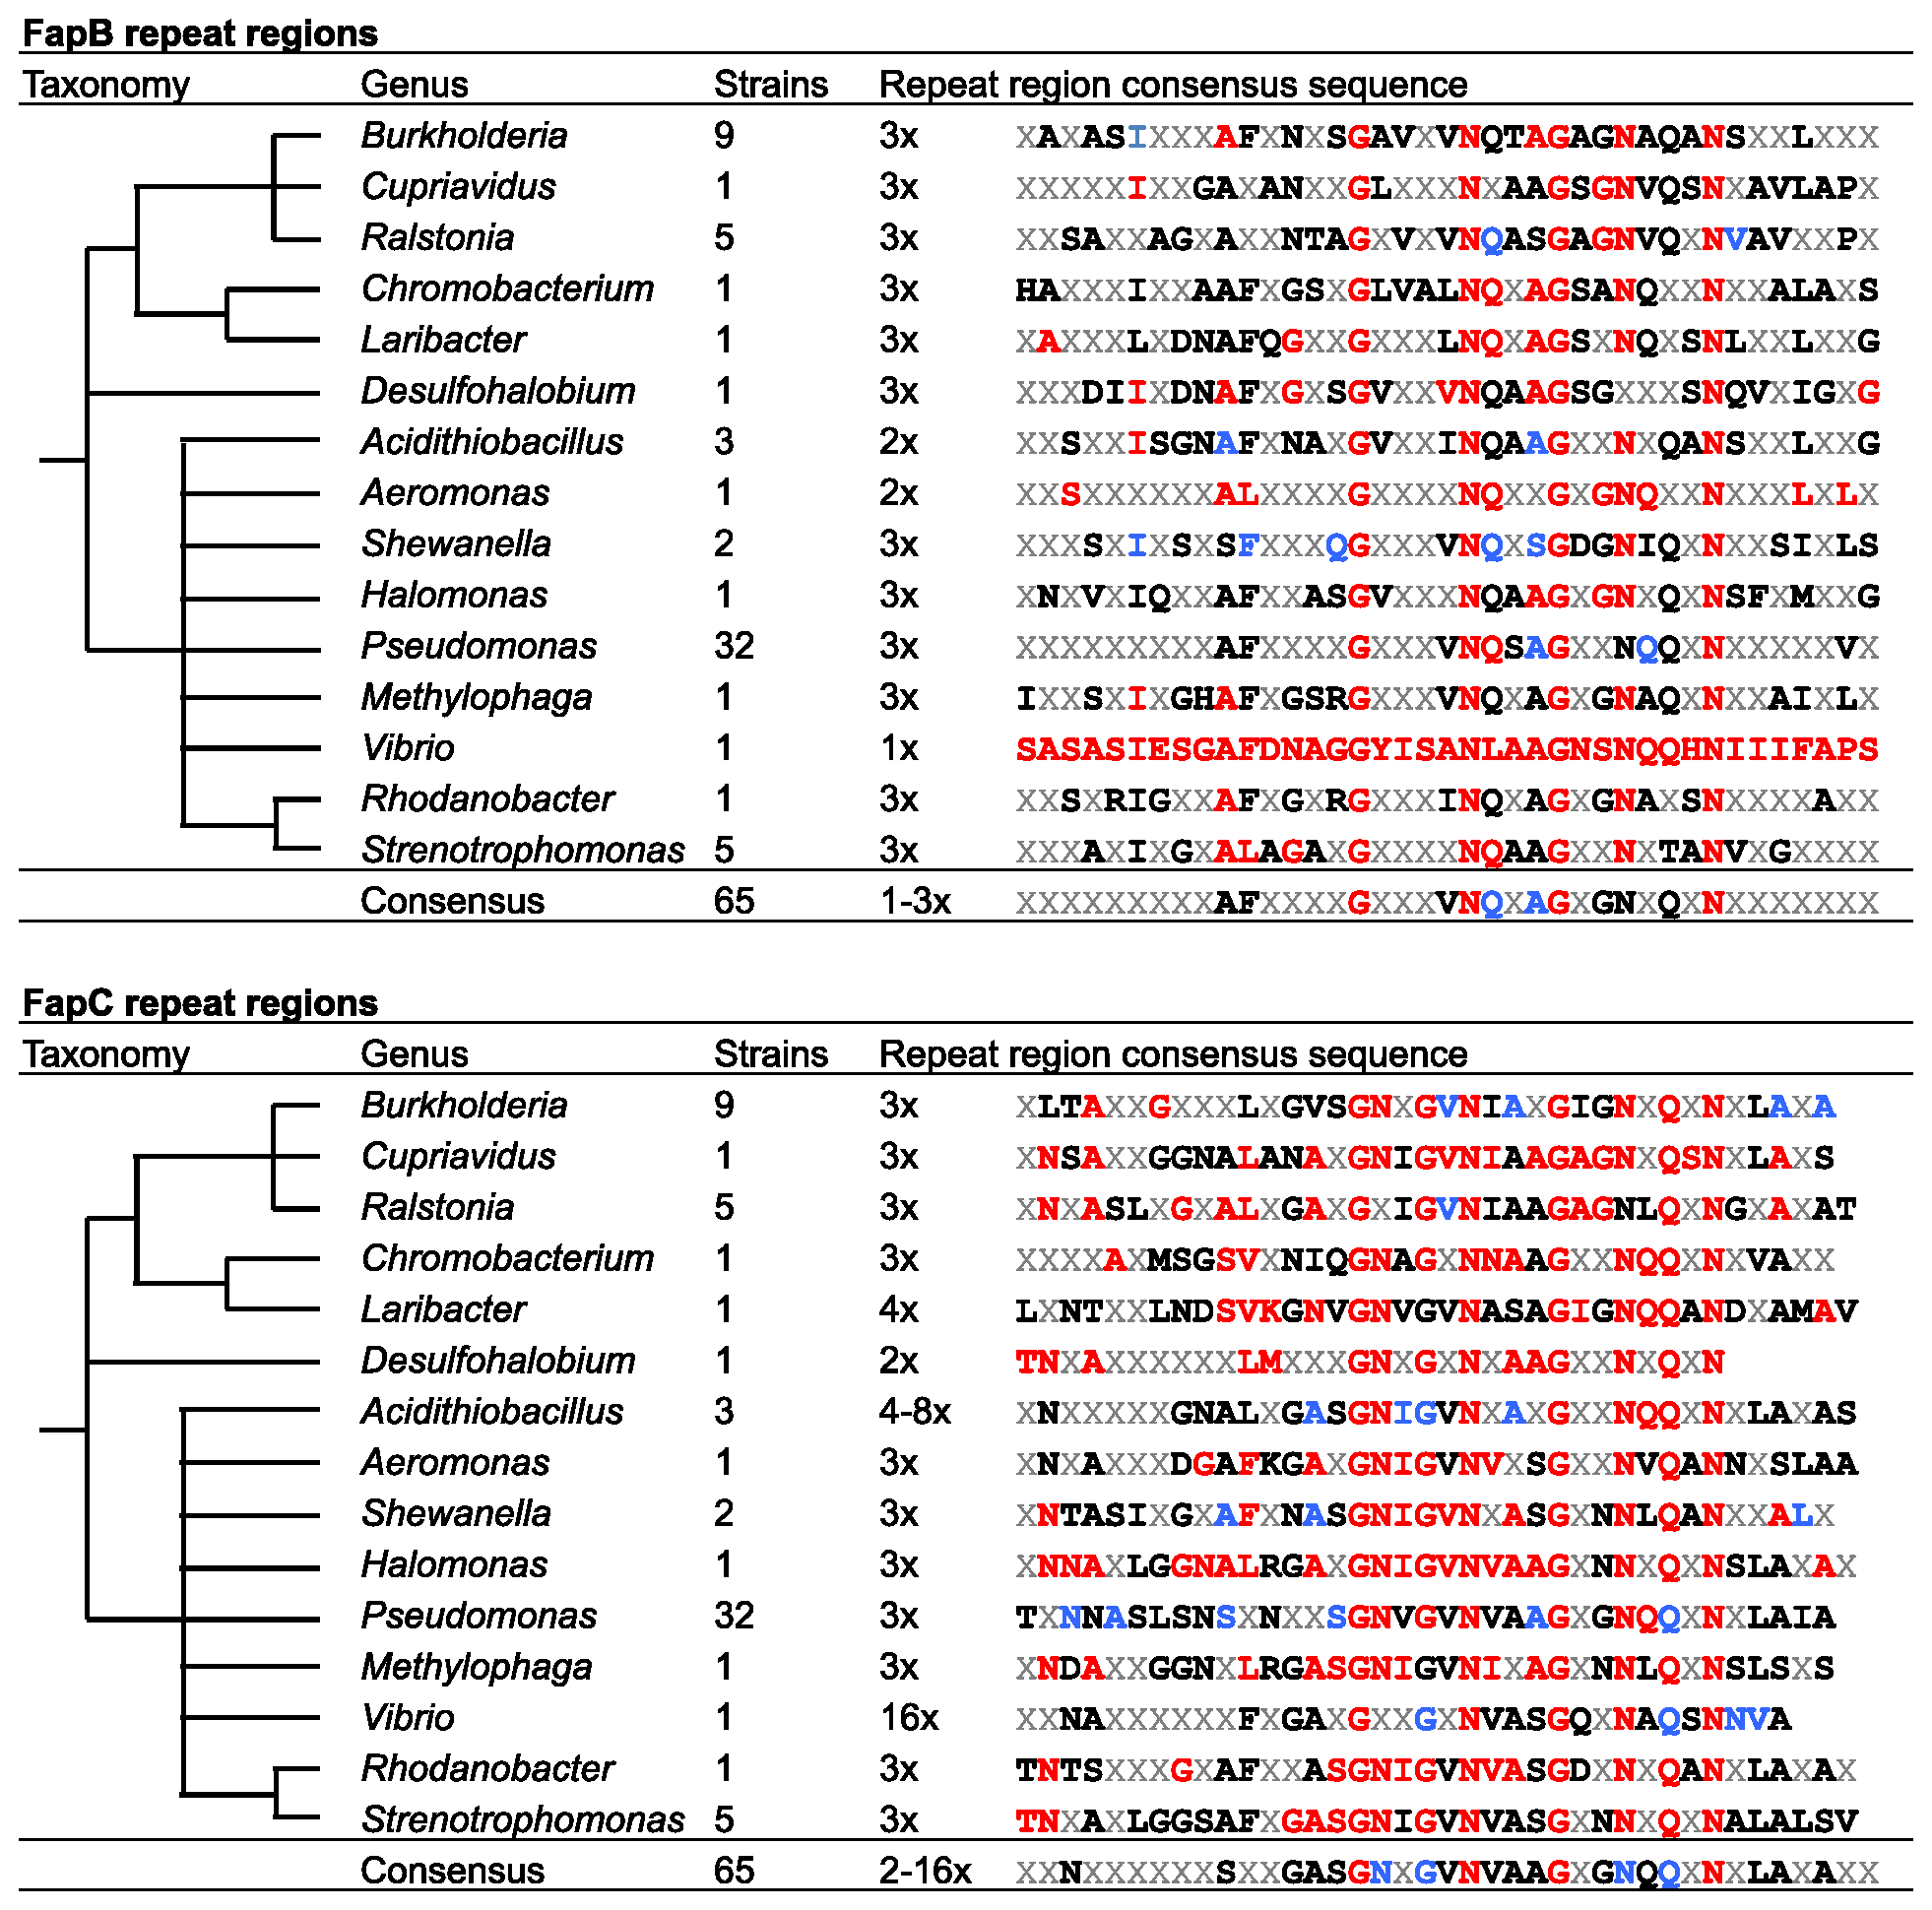 FapB repeat regions
Taxonomy Genus Strains Repeat region consensus sequence
Burkholderia 9 3x XAXASIXXXAFXNXSGAVXVNQTAGAGNAQANSXXLXXX
Cupriavidus 1 3x XXXXXIXXGAXANXXGLXXXNXAAGSGNVQSNXAVLAPX
Ralstonia 5 3x XXSAXXAGXAXXNTAGXVXVNQASGAGNVQXNVAVXXPX
Chromobacterium 1 3x HAXXXIXXAAFXGSXGLVALNQXAGSANQXXNXXALAXS
Laribacter 1 3x XAXXXLXDNAFQGXXGXXXLNQXAGSXNQXSNLXXLXXG
Desulfohalobium 1 3x XXXDIIXDNAFXGXSGVXXVNQAAGSGXXXSNQVXIGXG
Acidithiobacillus 3 2x XXSXXISGNAFXNAXGVXXINQAAGXXNXQANSXXLXXG
Aeromonas 1 2x XXSXXXXXXALXXXXGXXXXNQXXGXGNQXXNXXXLXLX
Shewanella 2 3x XXXSXIXSXSFXXXQGXXXVNQXSGDGNIQXNXXSIXLS
Halomonas 1 3x XNXVXIQXXAFXXASGVXXXNQAAGXGNXQXNSFXMXXG
Pseudomonas 32 3x XXXXXXXXXAFXXXXGXXXVNQSAGXXNQQXNXXXXXVX
Methylophaga 1 3x IXXSXIXGHAFXGSRGXXXVNQXAGXGNAQXNXXAIXLX
Vibrio 1 1x SASASIESGAFDNAGGYISANLAAGNSNQQHNIIIFAPS
Rhodanobacter 1 3x XXSXRIGXXAFXGXRGXXXINQXAGXGNAXSNXXXXAXX
Strenotrophomonas 5 3x XXXAXIXGXALAGAXGXXXXNQAAGXXNXTANVXGXXXX
Consensus 65 1-3x XXXXXXXXXAFXXXXGXXXVNQXAGXGNXQXNXXXXXXX
FapC repeat regions
Taxonomy Genus Strains Repeat region consensus sequence
Burkholderia 9 3x XLTAXXGXXXLXGVSGNXGVNIAXGIGNXQXNXLAXA
Cupriavidus 1 3x XNSAXXGGNALANAXGNIGVNIAAGAGNXQSNXLAXS
Ralstonia 5 3x XNXASLXGXALXGAXGXIGVNIAAGAGNLQXNGXAXAT
Chromobacterium 1 3x XXXXAXMSGSVXNIQGNAGXNNAAGXXNQQXNXVAXX
Laribacter 1 4x LXNTXXLNDSVKGNVGNVGVNASAGIGNQQANDXAMAV
Desulfohalobium 1 2x TNXAXXXXXXLMXXXGNXGXNXAAGXXNXQXN
Acidithiobacillus 3 4-8x XNXXXXXGNALXGASGNIGVNXAXGXXNQQXNXLAXAS
Aeromonas 1 3x XNXAXXXDGAFKGAXGNIGVNVXSGXXNVQANNXSLAA
Shewanella 2 3x XNTASIXGXAFXNASGNIGVNXASGXNNLQANXXALX
Halomonas 1 3x XNNAXLGGNALRGAXGNIGVNVAAGXNNXQXNSLAXAX
Pseudomonas 32 3x TXNNASLSNSXNXXSGNVGVNVAAGXGNQQXNXLAIA
Methylophaga 1 3x XNDAXXGGNXLRGASGNIGVNIXAGXNNLQXNSLSXS
Vibrio 1 16x XXNAXXXXXXFXGAXGXXGXNVASGQXNAQSNNVA
Rhodanobacter 1 3x TNTSXXXGXAFXXASGNIGVNVASGDXNXQANXLAXAX
Strenotrophomonas 5 3x TNXAXLGGSAFXGASGNIGVNVASGXNNXQXNALALSV
Consensus 65 2-16x XXNXXXXXXSXXGASGNXGVNVAAGXGNQQXNXLAXAXX